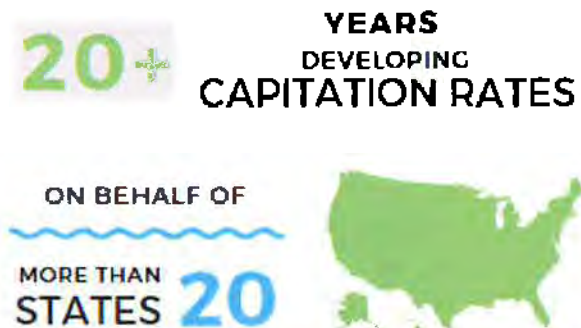 20+ YEARS
DEVELOPING
CAPITATION RATES
ON BEHALF OF
MORE THAN 20
STATES